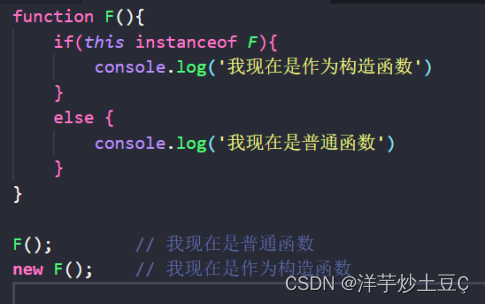 function F(){
    if(this instanceof F){
        console.log('我现在是作为构造函数')
    }
    else {
        console.log('我现在是普通函数')
    }
}
F();        // 我现在是普通函数
new F();    // 我现在是作为构造函数
CSDN @洋芋炒土豆Ç